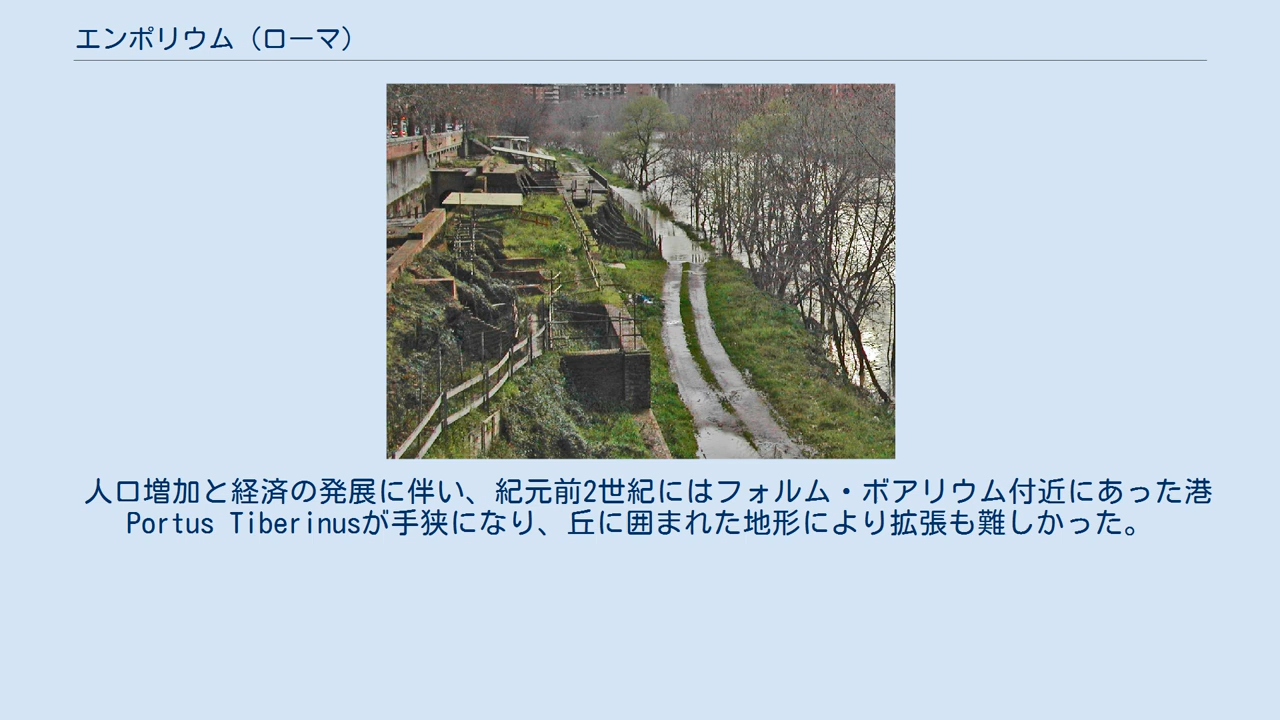 エンポリウム（ローマ）
人口増加と経済の発展に伴い、紀元前2世紀にはフォルム・ボアリウム付近にあった港
Portus Tiberinusが手狭になり、丘に囲まれた地形により拡張も難しかった。